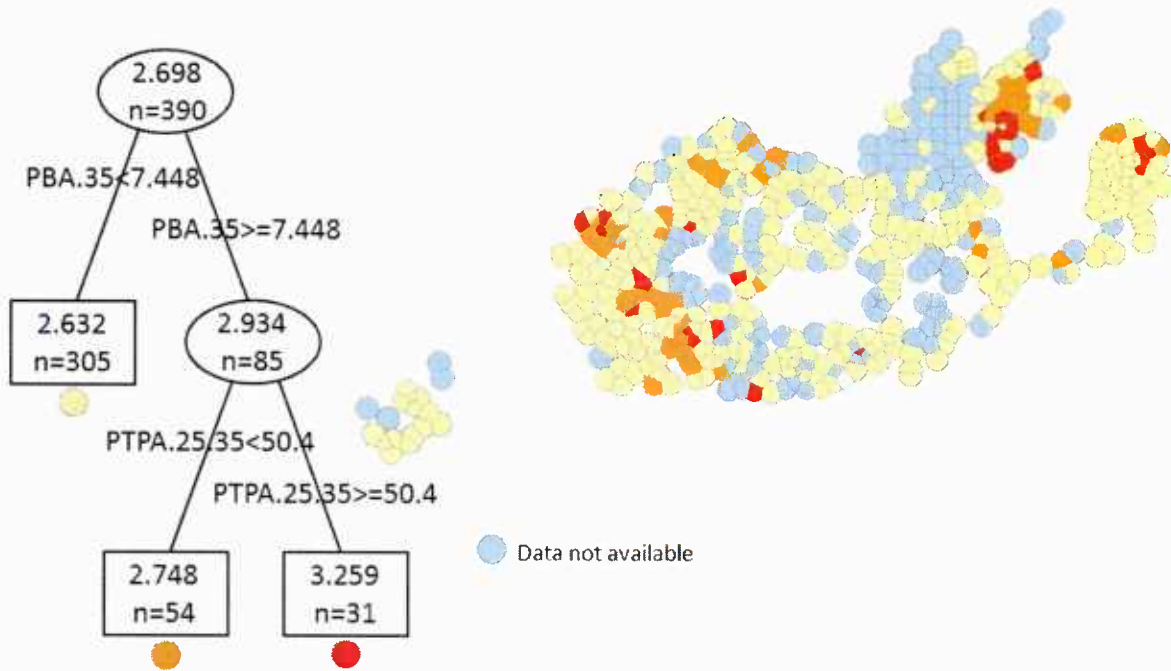 2.698
n=390
PBA.35<7.448
PBA.35>=7.448
2.632
n=305
2.934
n=85
PTPA.25.35<50.4
PTPA.25.35>=50.4
2.748
n=54
3.259
n=31
Data not available